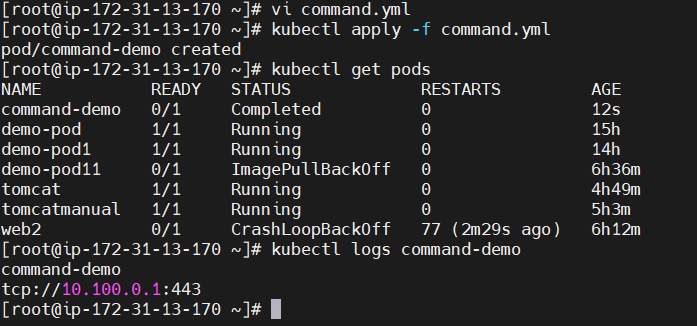 [root@ip-172-31-13-170 ~]# vi command.yml
[root@ip-172-31-13-170 ~]# kubectl apply -f command.yml
pod/command-demo created
[root@ip-172-31-13-170 ~]# kubectl get pods
NAME READY STATUS RESTARTS AGE
command-demo 0/1 Completed 0 12s
demo-pod 1/1 Running 0 15h
demo-pod1 1/1 Running 0 14h
demo-pod11 0/1 ImagePullBackOff 0 6h36m
tomcat 1/1 Running 0 4h49m
tomcatmanual 1/1 Running 0 5h3m
web2 0/1 CrashLoopBackOff 77 (2m29s ago) 6h12m
[root@ip-172-31-13-170 ~]# kubectl logs command-demo
command-demo
tcp://10.100.0.1:443
[root@ip-172-31-13-170 ~]#